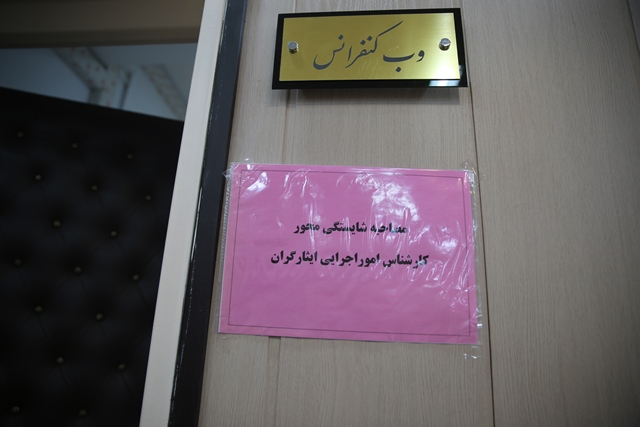 وب کنفرانس
مصاحبه شایستگی محور
کارشناس امور اجرایی ایثارگران